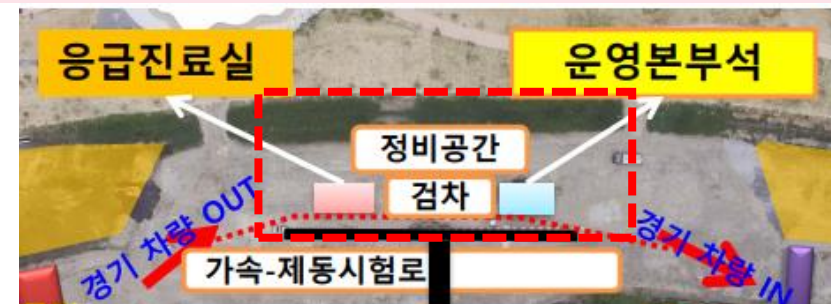 응급진료실
운영본부석
정비공간
검차
경기 차량 OUT
경기 차량 IN
가속-제동시험로